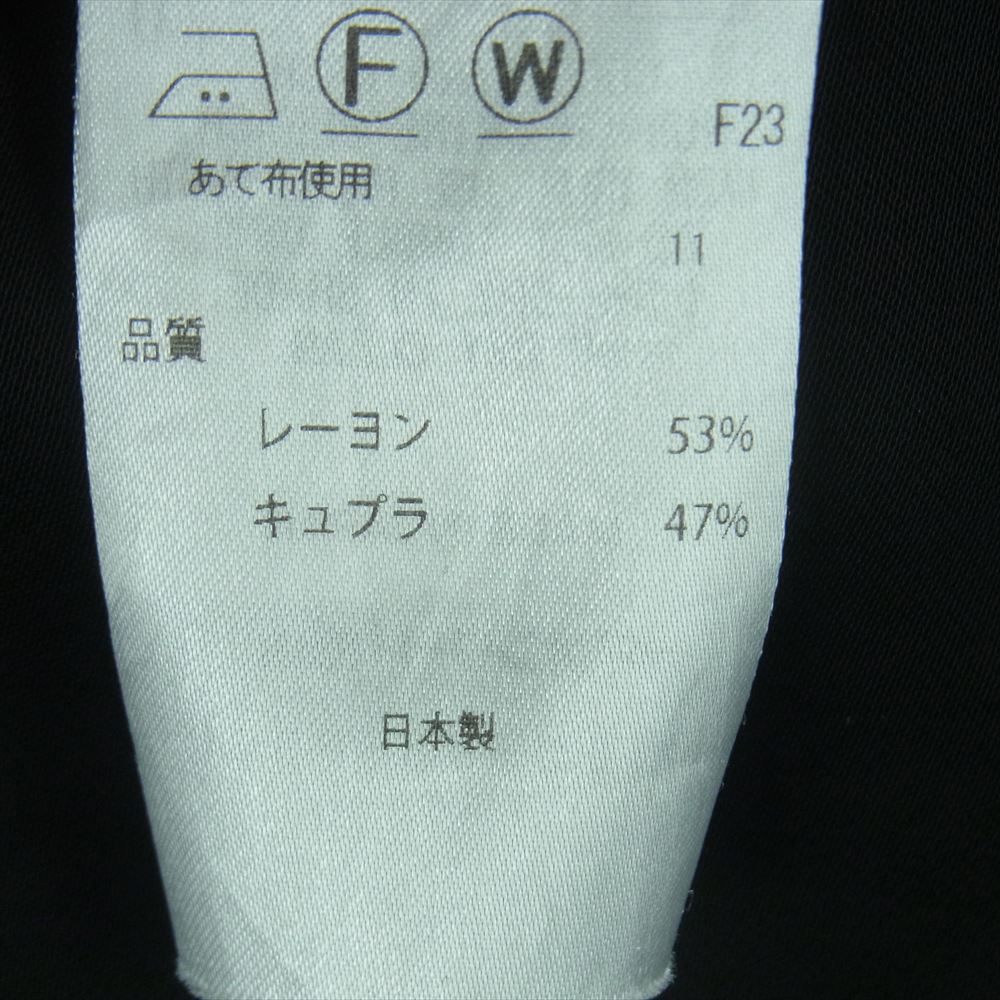 F W
F23
あて布使用
11
品質
レーヨン 53%
キュプラ 47%
日本製